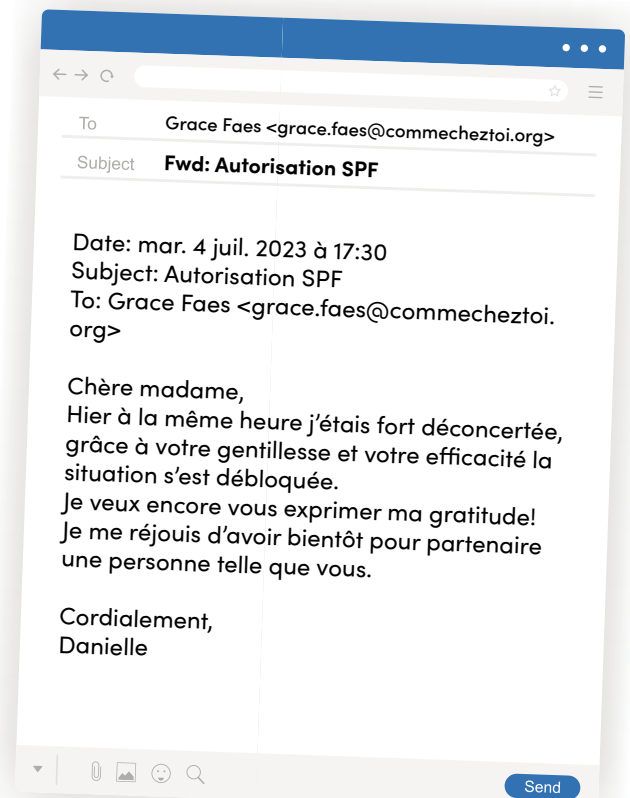 To Grace Faes <grace.faes@commecheztoi.org>
Subject Fwd: Autorisation SPF
Date: mar. 4 juil. 2023 à 17:30
Subject: Autorisation SPF
To: Grace Faes <grace.faes@commecheztoi.
org>
Chère madame,
Hier à la même heure j'étais fort déconcertée,
grâce à votre gentillesse et votre efficacité la
situation s'est débloquée.
Je veux encore vous exprimer ma gratitude!
Je me réjouis d'avoir bientôt pour partenaire
une personne telle que vous.
Cordialement,
Danielle
Send